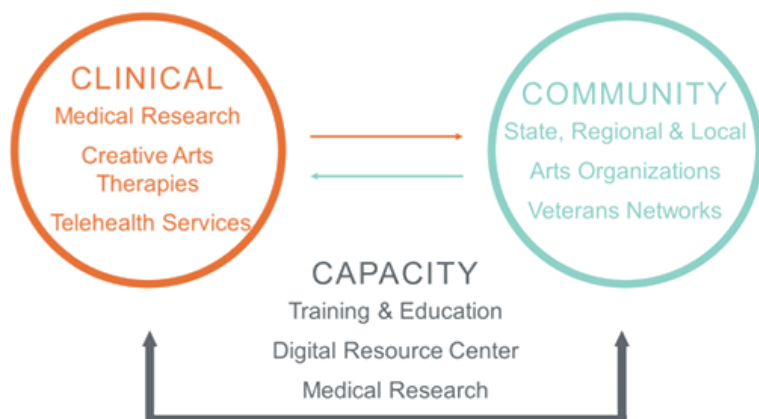 CLINICAL
Medical Research
Creative Arts
Therapies
Telehealth Services
COMMUNITY
State, Regional & Local
Arts Organizations
Veterans Networks
CAPACITY
Training & Education
Digital Resource Center
Medical Research